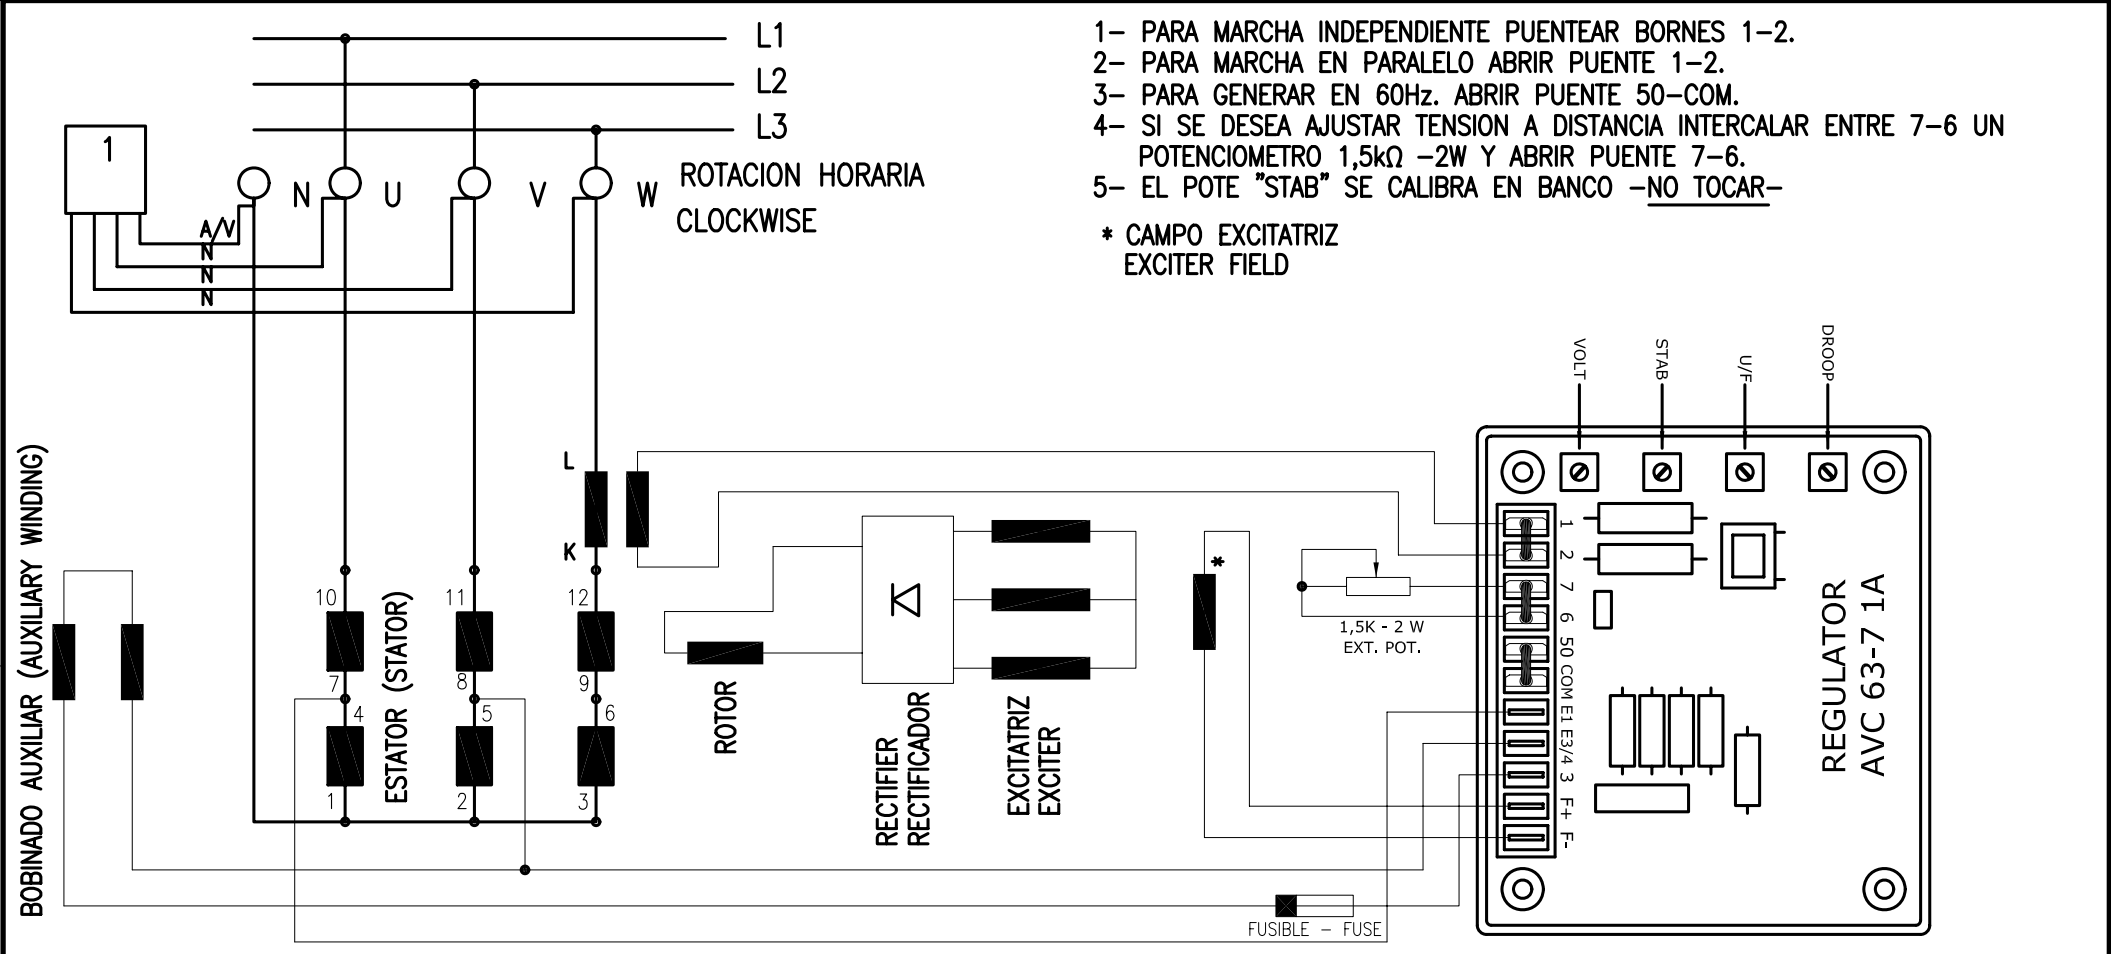 L1
L2
L3
1
N
U
V
W
ROTACION HORARIA
CLOCKWISE
A/V
N
N
N
1- PARA MARCHA INDEPENDIENTE PUENTEAR BORNES 1-2.
2- PARA MARCHA EN PARALELO ABRIR PUENTE 1-2.
3- PARA GENERAR EN 60Hz. ABRIR PUENTE 50-COM.
4- SI SE DESEA AJUSTAR TENSION A DISTANCIA INTERCALAR ENTRE 7-6 UN
POTENCIOMETRO 1,5kΩ -2W Y ABRIR PUENTE 7-6.
5- EL POTE "STAB" SE CALIBRA EN BANCO -NO TOCAR-
* CAMPO EXCITATRIZ
EXCITER FIELD
VOLT
STAB
U/F
DROOP
BOBINADO AUXILIAR (AUXILIARY WINDING)
L
K
10
11
12
7
8
9
4
5
6
1
2
3
ESTATOR (STATOR)
ROTOR
RECTIFIER
RECTIFICADOR
EXCITATRIZ
EXCITER
*
1,5K - 2 W
EXT. POT.
1
2
7
6
50
COM
E1
E3/4
3
F+
F-
REGULATOR
AVC 63-7 1A
FUSIBLE - FUSE